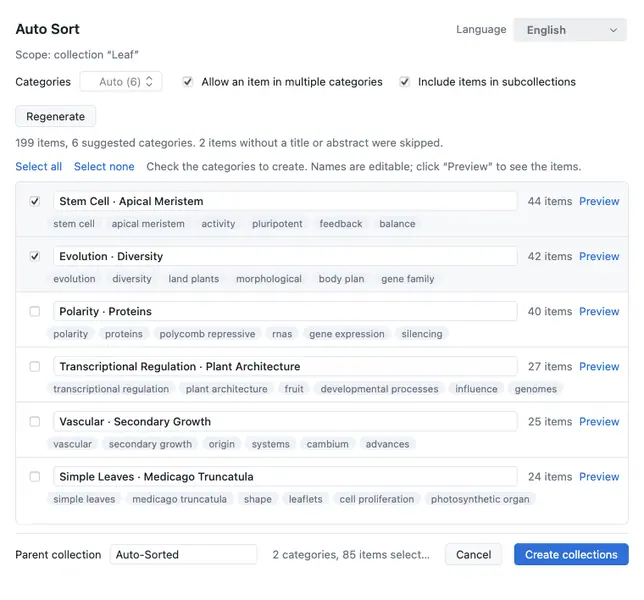 Auto Sort
Language English
Scope: collection “Leaf”
Categories Auto (6) Allow an item in multiple categories Include items in subcollections
Regenerate
199 items, 6 suggested categories. 2 items without a title or abstract were skipped.
Select all Select none Check the categories to create. Names are editable; click “Preview” to see the items.
Stem Cell · Apical Meristem 44 items Preview
stem cell apical meristem activity pluripotent feedback balance
Evolution · Diversity 42 items Preview
evolution diversity land plants morphological body plan gene family
Polarity · Proteins 40 items Preview
polarity proteins polycomb repressive rnas gene expression silencing
Transcriptional Regulation · Plant Architecture 27 items Preview
transcriptional regulation plant architecture fruit developmental processes influence genomes
Vascular · Secondary Growth 25 items Preview
vascular secondary growth origin systems cambium advances
Simple Leaves · Medicago Truncatula 24 items Preview
simple leaves medicago truncatula shape leaflets cell proliferation photosynthetic organ
Parent collection Auto-Sorted 2 categories, 85 items select... Cancel Create collections